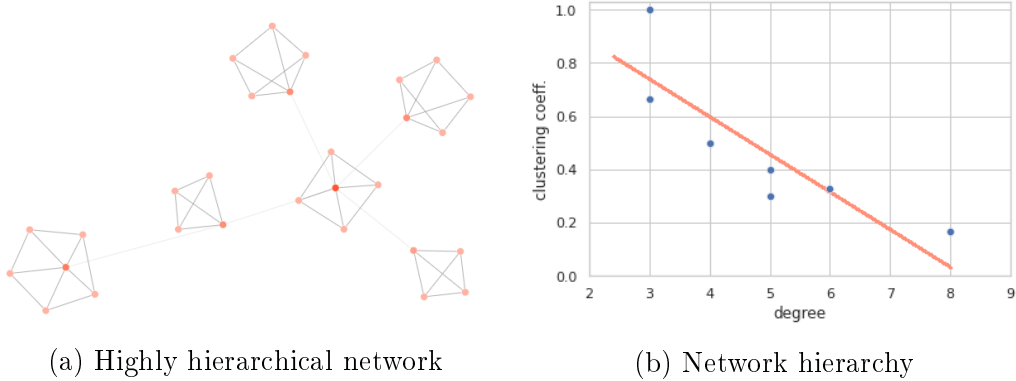 clustering coeff.
1.0
0.8
0.6
0.4
0.2
0.0
2 3 4 5 6 7 8 9
degree
(a) Highly hierarchical network
(b) Network hierarchy